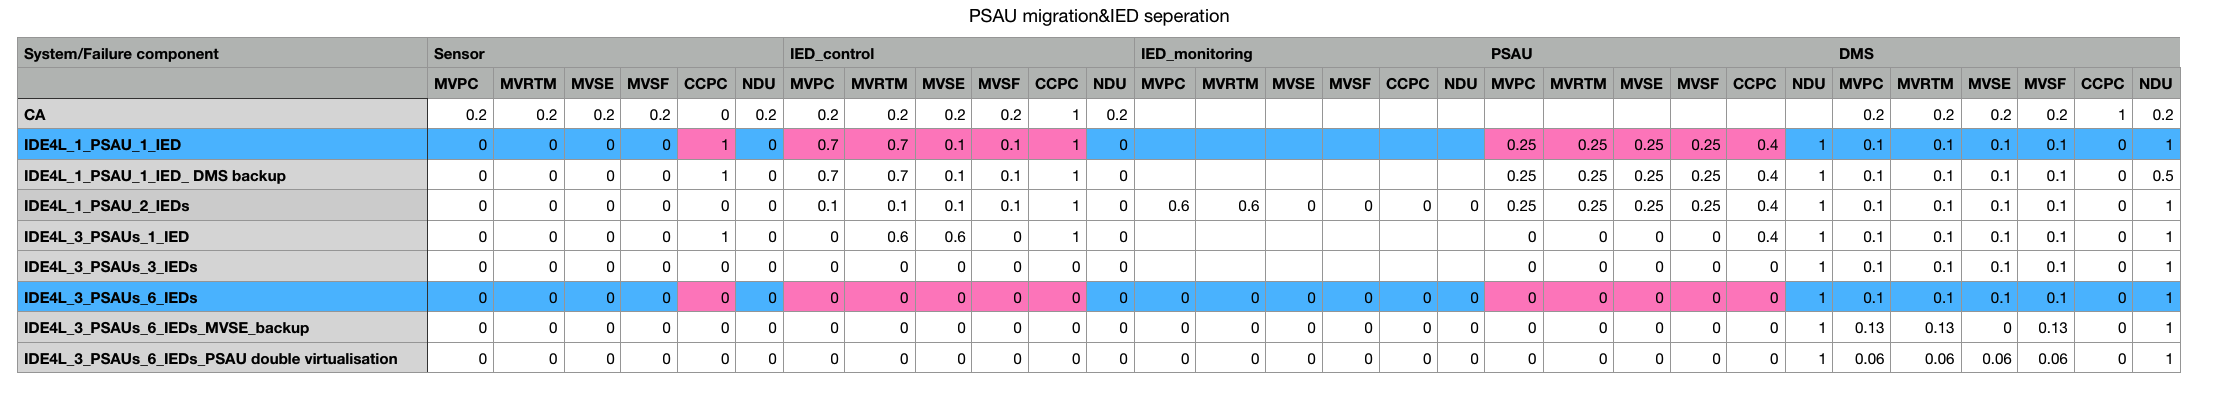 PSAU migration&IED seperation
System/Failure component Sensor IED_control IED_monitoring PSAU DMS
MVPC MVRTM MVSE MVSF CCPC NDU MVPC MVRTM MVSE MVSF CCPC NDU MVPC MVRTM MVSE MVSF CCPC NDU MVPC MVRTM MVSE MVSF CCPC NDU MVPC MVRTM MVSE MVSF CCPC NDU
CA 0.2 0.2 0.2 0.2 0 0.2 0.2 0.2 0.2 0.2 1 0.2 0.2 0.2 0.2 0.2 1 0.2
IDE4L_1_PSAU_1_IED 0 0 0 0 1 0 0.7 0.7 0.1 0.1 1 0 0.25 0.25 0.25 0.25 0.4 1 0.1 0.1 0.1 0.1 0 1
IDE4L_1_PSAU_1_IED_ DMS backup 0 0 0 0 1 0 0.7 0.7 0.1 0.1 1 0 0.25 0.25 0.25 0.25 0.4 1 0.1 0.1 0.1 0.1 0 0.5
IDE4L_1_PSAU_2_IEDs 0 0 0 0 0 0 0.1 0.1 0.1 0.1 1 0 0.6 0.6 0 0 0 0 0.25 0.25 0.25 0.25 0.4 1 0.1 0.1 0.1 0.1 0 1
IDE4L_3_PSAUs_1_IED 0 0 0 0 1 0 0 0.6 0.6 0 1 0 0 0 0 0 0.4 1 0.1 0.1 0.1 0.1 0 1
IDE4L_3_PSAUs_3_IEDs 0 0 0 0 0 0 0 0 0 0 0 0 0 0 0 0 0 1 0.1 0.1 0.1 0.1 0 1
IDE4L_3_PSAUs_6_IEDs 0 0 0 0 0 0 0 0 0 0 0 0 0 0 0 0 0 0 0 0 0 0 0 1 0.1 0.1 0.1 0.1 0 1
IDE4L_3_PSAUs_6_IEDs_MVSE_backup 0 0 0 0 0 0 0 0 0 0 0 0 0 0 0 0 0 0 0 0 0 0 0 1 0.13 0.13 0 0.13 0 1
IDE4L_3_PSAUs_6_IEDs_PSAU double virtualisation 0 0 0 0 0 0 0 0 0 0 0 0 0 0 0 0 0 0 0 0 0 0 0 1 0.06 0.06 0.06 0.06 0 1